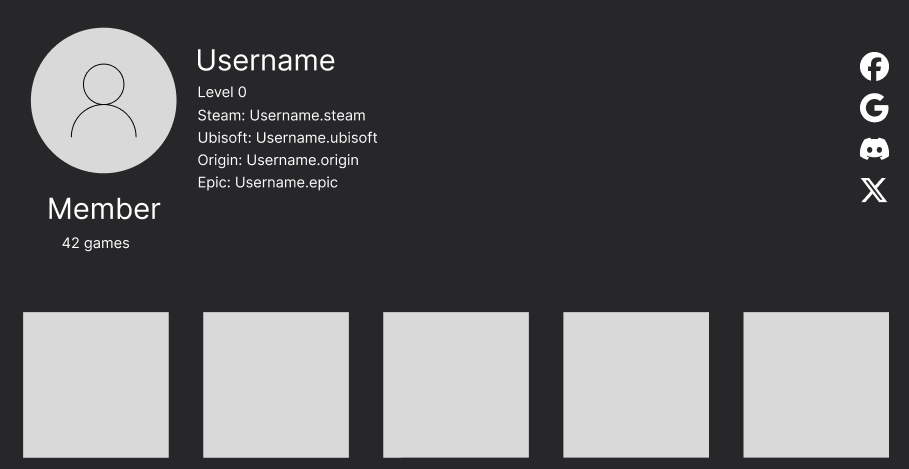 Username
Level 0
Steam: Username.steam
Ubisoft: Username.ubisoft
Origin: Username.origin
Epic: Username.epic
Member
42 games